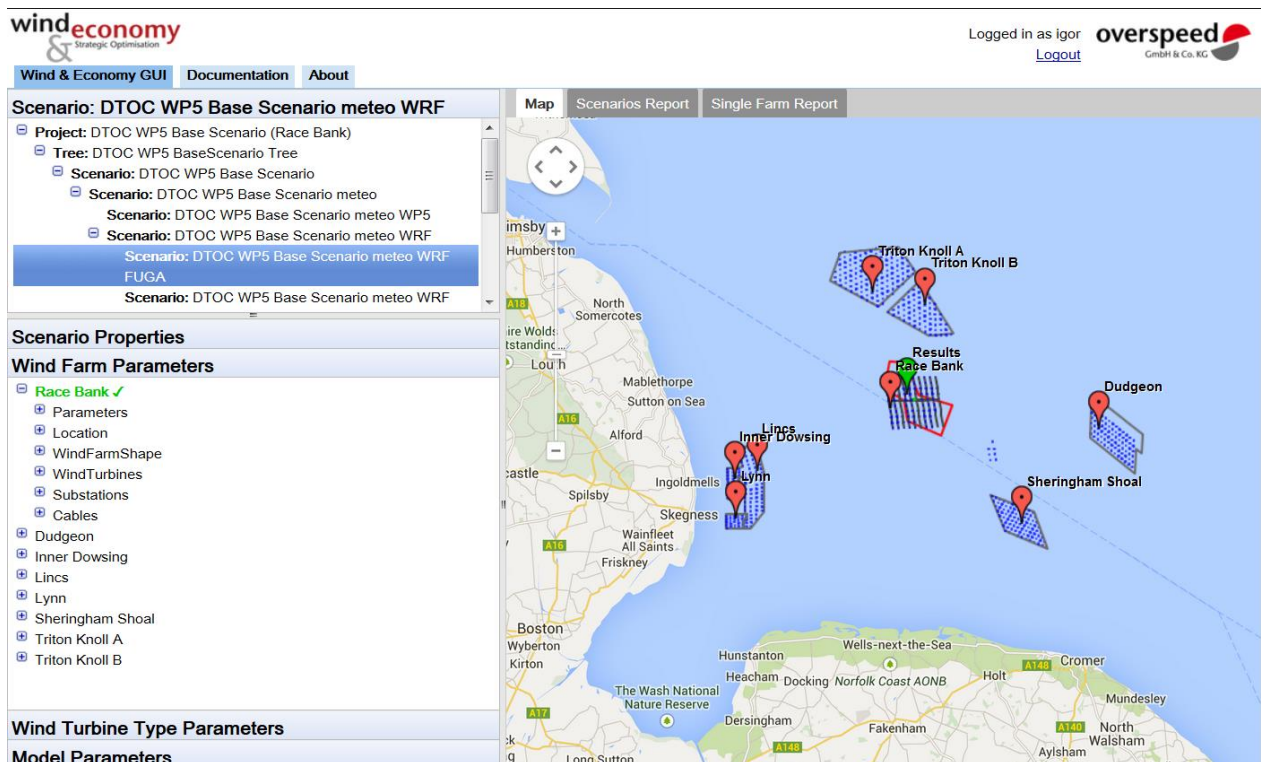 windeconomy
& Strategic Optimisation
Logged in as igor
Logout
overspeed
GmbH & Co. KG
Wind & Economy GUI Documentation About
Scenario: DTOC WP5 Base Scenario meteo WRF
Project: DTOC WP5 Base Scenario (Race Bank)
Tree: DTOC WP5 BaseScenario Tree
Scenario: DTOC WP5 Base Scenario
Scenario: DTOC WP5 Base Scenario meteo
Scenario: DTOC WP5 Base Scenario meteo WP5
Scenario: DTOC WP5 Base Scenario meteo WRF
Scenario: DTOC WP5 Base Scenario meteo WRF
FUGA
Scenario: DTOC WP5 Base Scenario meteo WRF
Scenario Properties
Wind Farm Parameters
Race Bank ✓
Parameters
Location
WindFarmShape
WindTurbines
Substations
Cables
Dudgeon
Inner Dowsing
Lincs
Lynn
Sheringham Shoal
Triton Knoll A
Triton Knoll B
Wind Turbine Type Parameters
Model Parameters
Map Scenarios Report Single Farm Report
imsby
Humberston
Triton Knoll A
Triton Knoll B
A18
North
Somercotes
ire Wolds
tstanding...
Louth
Results
Race Bank
Mablethorpe
Sutton on Sea
Dudgeon
A16
Alford
Lincs
Inner Dowsing
castle
Ingoldmells
Lynn
Spilsby
Sheringham Shoal
Skegness
A16
Wainfleet
All Saints
Friskney
Boston
Wyberton
Kirton
Hunstanton
Wells-next-the-Sea
A148
Cromer
Heacham
Docking
Norfolk Coast AONB
Holt
The Wash National
Nature Reserve
Mundesley
A17
Dersingham
Fakenham
A140
North
Walsham
A148
Aylsham
Long Sutton